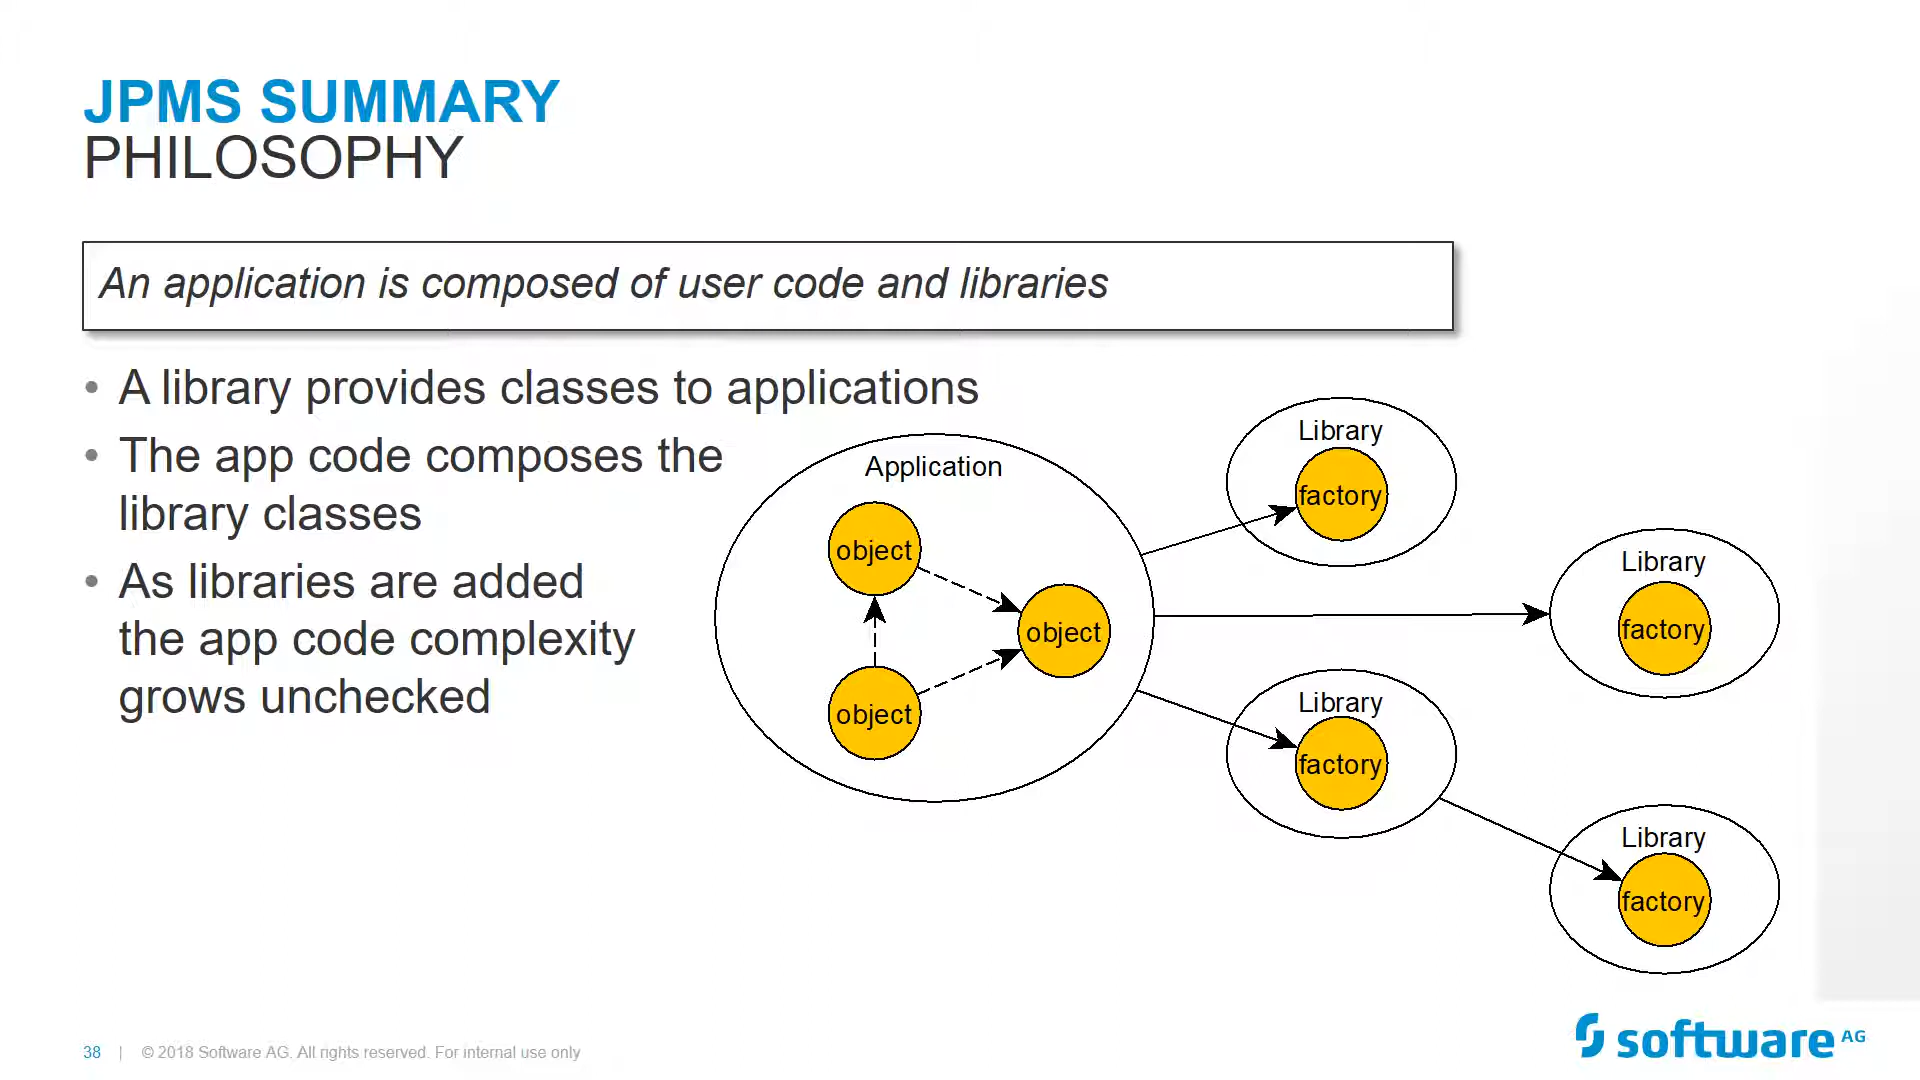 JPMS SUMMARY
PHILOSOPHY
An application is composed of user code and libraries
• A library provides classes to applications
• The app code composes the
library classes
• As libraries are added
the app code complexity
grows unchecked
Application
object
object
object
Library
factory
Library
factory
Library
factory
Library
factory
38 | © 2018 Software AG. All rights reserved. For internal use only
software AG